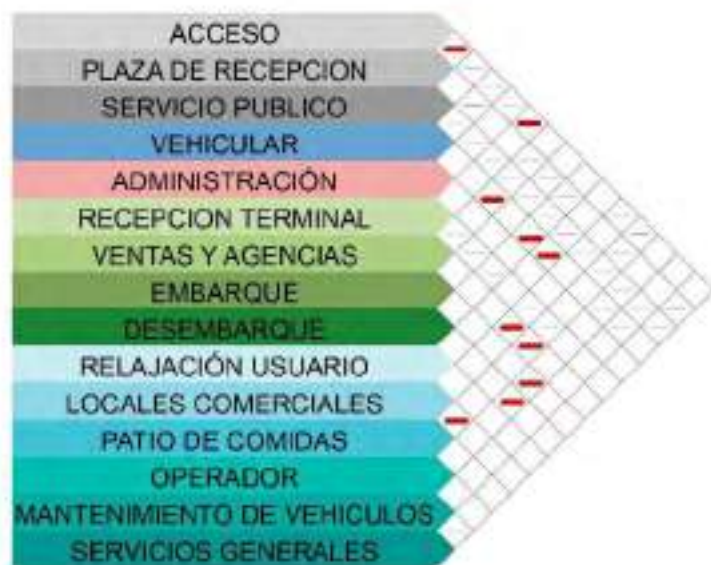 ACCESO
PLAZA DE RECEPCION
SERVICIO PUBLICO
VEHICULAR
ADMINISTRACIÓN
RECEPCION TERMINAL
VENTAS Y AGENCIAS
EMBARQUE
DESEMBARQUE
RELAJACIÓN USUARIO
LOCALES COMERCIALES
PATIO DE COMIDAS
OPERADOR
MANTENIMIENTO DE VEHICULOS
SERVICIOS GENERALES